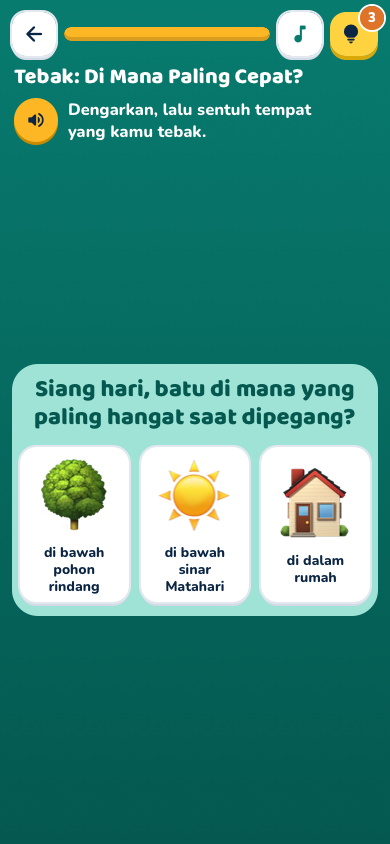 3
Tebak: Di Mana Paling Cepat?
Dengarkan, lalu sentuh tempat
yang kamu tebak.
Siang hari, batu di mana yang
paling hangat saat dipegang?
di bawah
pohon
rindang
di bawah
sinar
Matahari
di dalam
rumah